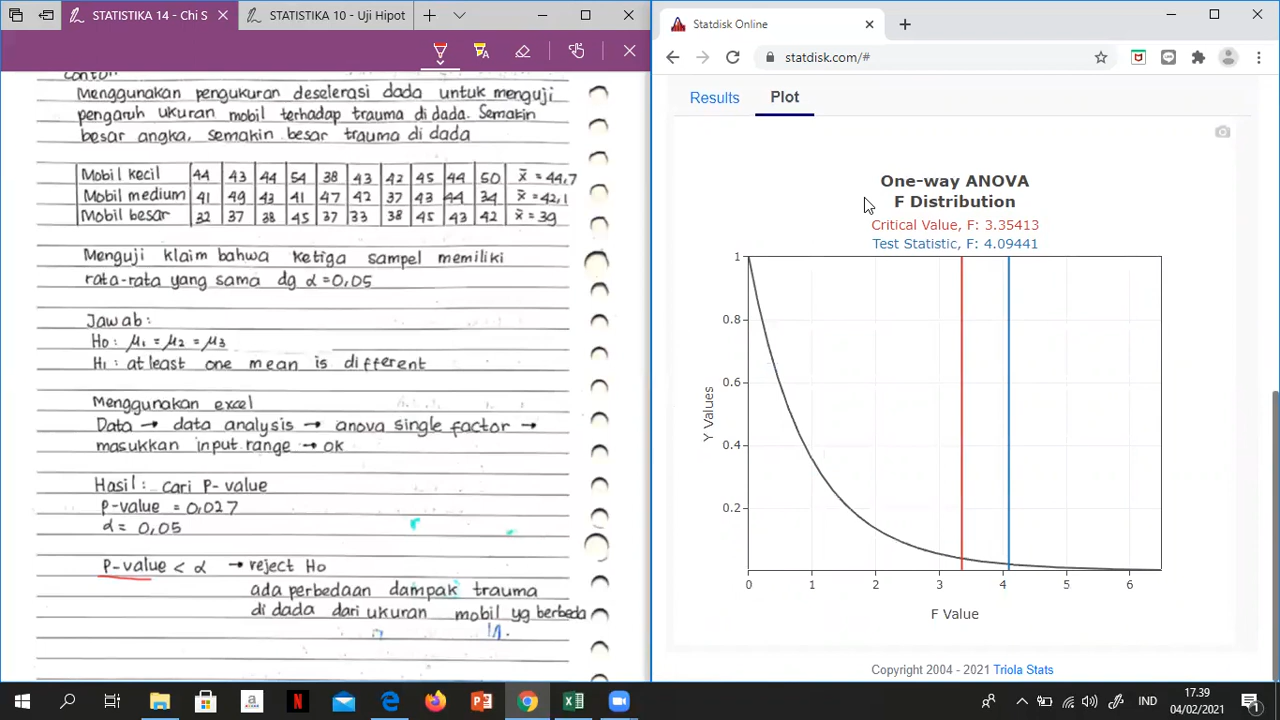 STATISTIKA 14 - Chi S
STATISTIKA 10 - Uji Hipot
Contoh
Menggunakan pengukuran deselerasi dada untuk menguji
pengaruh ukuran mobil terhadap trauma di dada. Semakin
besar angka, semakin besar trauma di dada
Mobil kecil 44 43 44 54 38 43 42 45 44 50 x̄ = 44,7
Mobil medium 41 49 43 41 47 42 37 43 44 34 x̄ = 42,1
Mobil besar 32 37 38 45 37 33 38 45 43 42 x̄ = 39
Menguji klaim bahwa ketiga sampel memiliki
rata-rata yang sama dg α = 0,05
Jawab :
H0 : μ1 = μ2 = μ3
H1 : at least one mean is different
Menggunakan excel
Data → data analysis → anova single factor →
masukkan input range → ok
Hasil : cari P-value
p-value = 0,027
α = 0,05
P-value < α → reject H0
ada perbedaan dampak trauma
di dada dari ukuran mobil yg berbeda
Statdisk Online
statdisk.com/#
Results Plot
One-way ANOVA
F Distribution
Critical Value, F: 3.35413
Test Statistic, F: 4.09441
1
0.8
0.6
0.4
0.2
Y Values
0 1 2 3 4 5 6
F Value
Copyright 2004 - 2021 Triola Stats
IND
17.39
04/02/2021